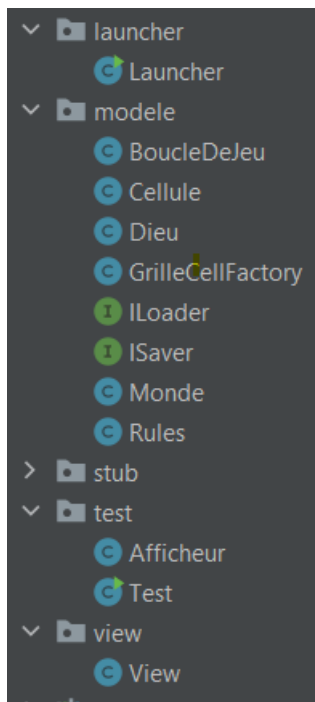 launcher
Launcher
modele
BoucleDeJeu
Cellule
Dieu
GrilleCellFactory
ILoader
ISaver
Monde
Rules
stub
test
Afficheur
Test
view
View